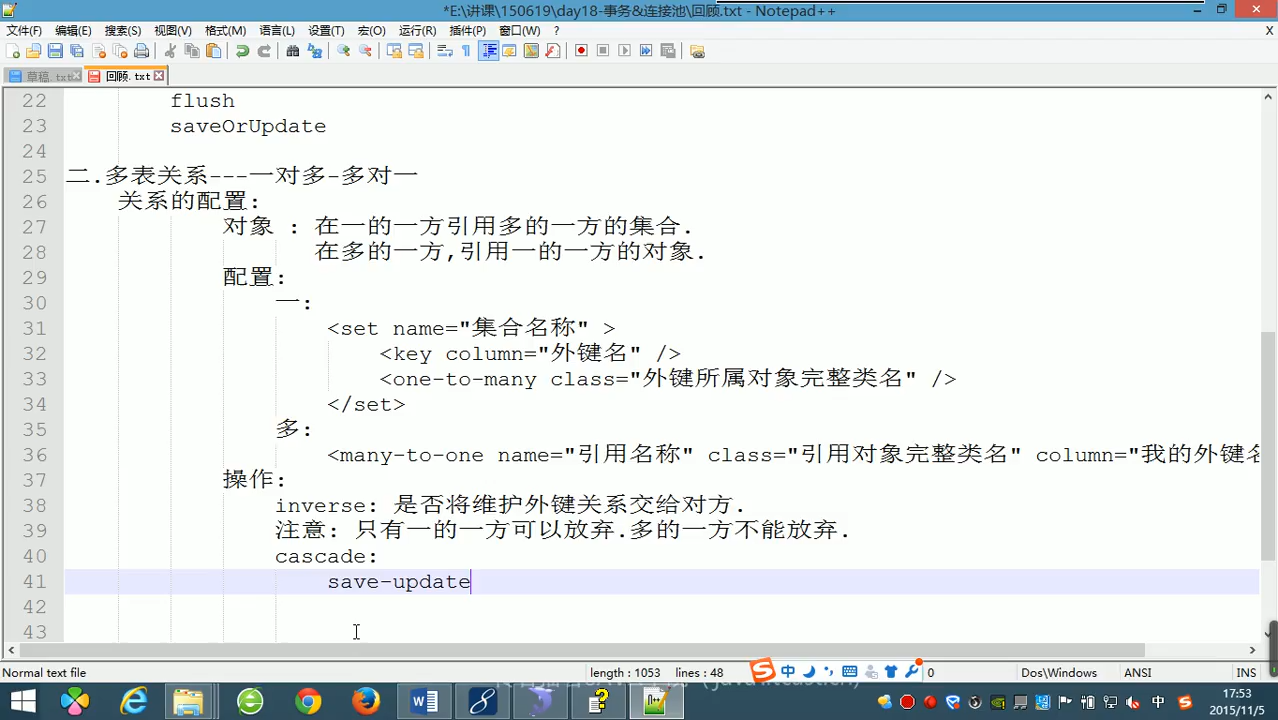 *E:\讲课\150619\day18-事务&连接池\回顾.txt - Notepad++
文件(F) 编辑(E) 搜索(S) 视图(V) 格式(M) 语言(L) 设置(T) 宏(O) 运行(R) 插件(P) 窗口(W) ? X
草稿.txt 回顾.txt
22 flush
23 saveOrUpdate
24
25 二.多表关系---一对多-多对一
26 关系的配置:
27 对象 : 在一的一方引用多的一方的集合.
28 在多的一方,引用一的一方的对象.
29 配置:
30 一:
31 <set name="集合名称" >
32 <key column="外键名" />
33 <one-to-many class="外键所属对象完整类名" />
34 </set>
35 多:
36 <many-to-one name="引用名称" class="引用对象完整类名" column="我的外键名
37 操作:
38 inverse: 是否将维护外键关系交给对方.
39 注意: 只有一的一方可以放弃.多的一方不能放弃.
40 cascade:
41 save-update
42
43
Normal text file length : 1053 lines : 48 中 0 Dos\Windows ANSI INS
中 17:53
2015/11/5